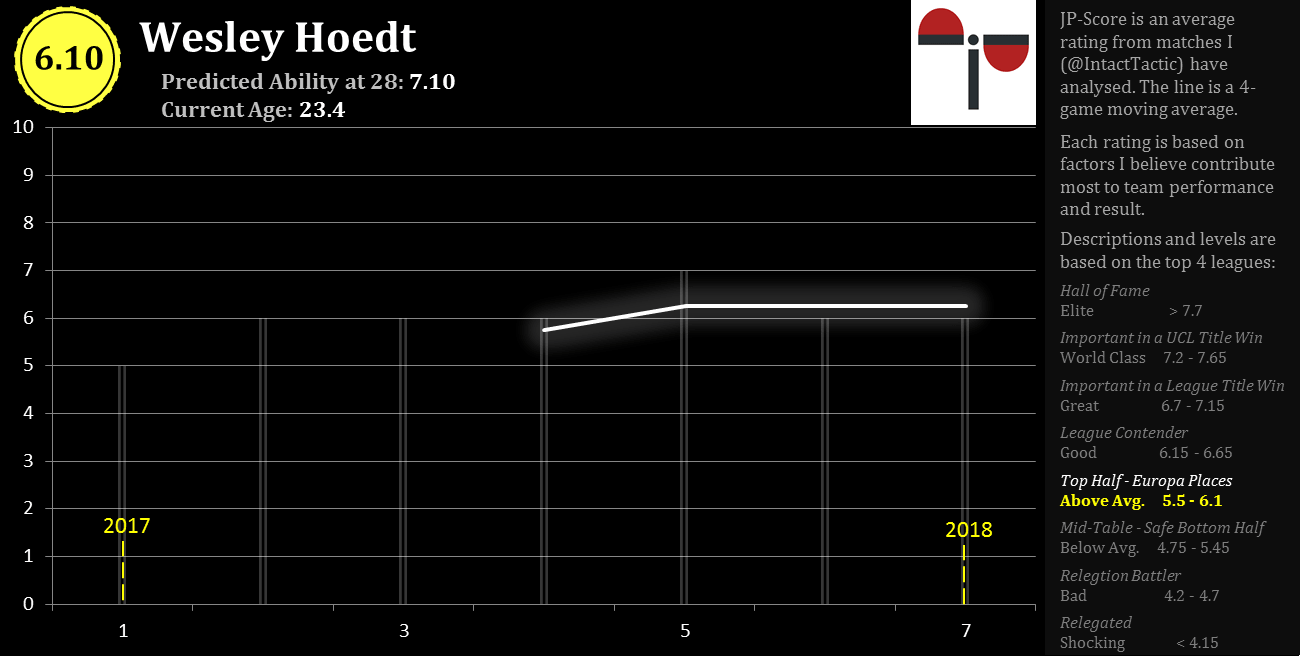 6.10
Wesley Hoedt
Predicted Ability at 28: 7.10
Current Age: 23.4
10
9
8
7
6
5
4
3
2
1
0
2017
2018
1
3
5
7
JP-Score is an average
rating from matches I
(@IntactTactic) have
analysed. The line is a 4-
game moving average.
Each rating is based on
factors I believe contribute
most to team performance
and result.
Descriptions and levels are
based on the top 4 leagues:
Hall of Fame
Elite > 7.7
Important in a UCL Title Win
World Class 7.2 - 7.65
Important in a League Title Win
Great 6.7 - 7.15
League Contender
Good 6.15 - 6.65
Top Half - Europa Places
Above Avg. 5.5 - 6.1
Mid-Table - Safe Bottom Half
Below Avg. 4.75 - 5.45
Relegtion Battler
Bad 4.2 - 4.7
Relegated
Shocking < 4.15